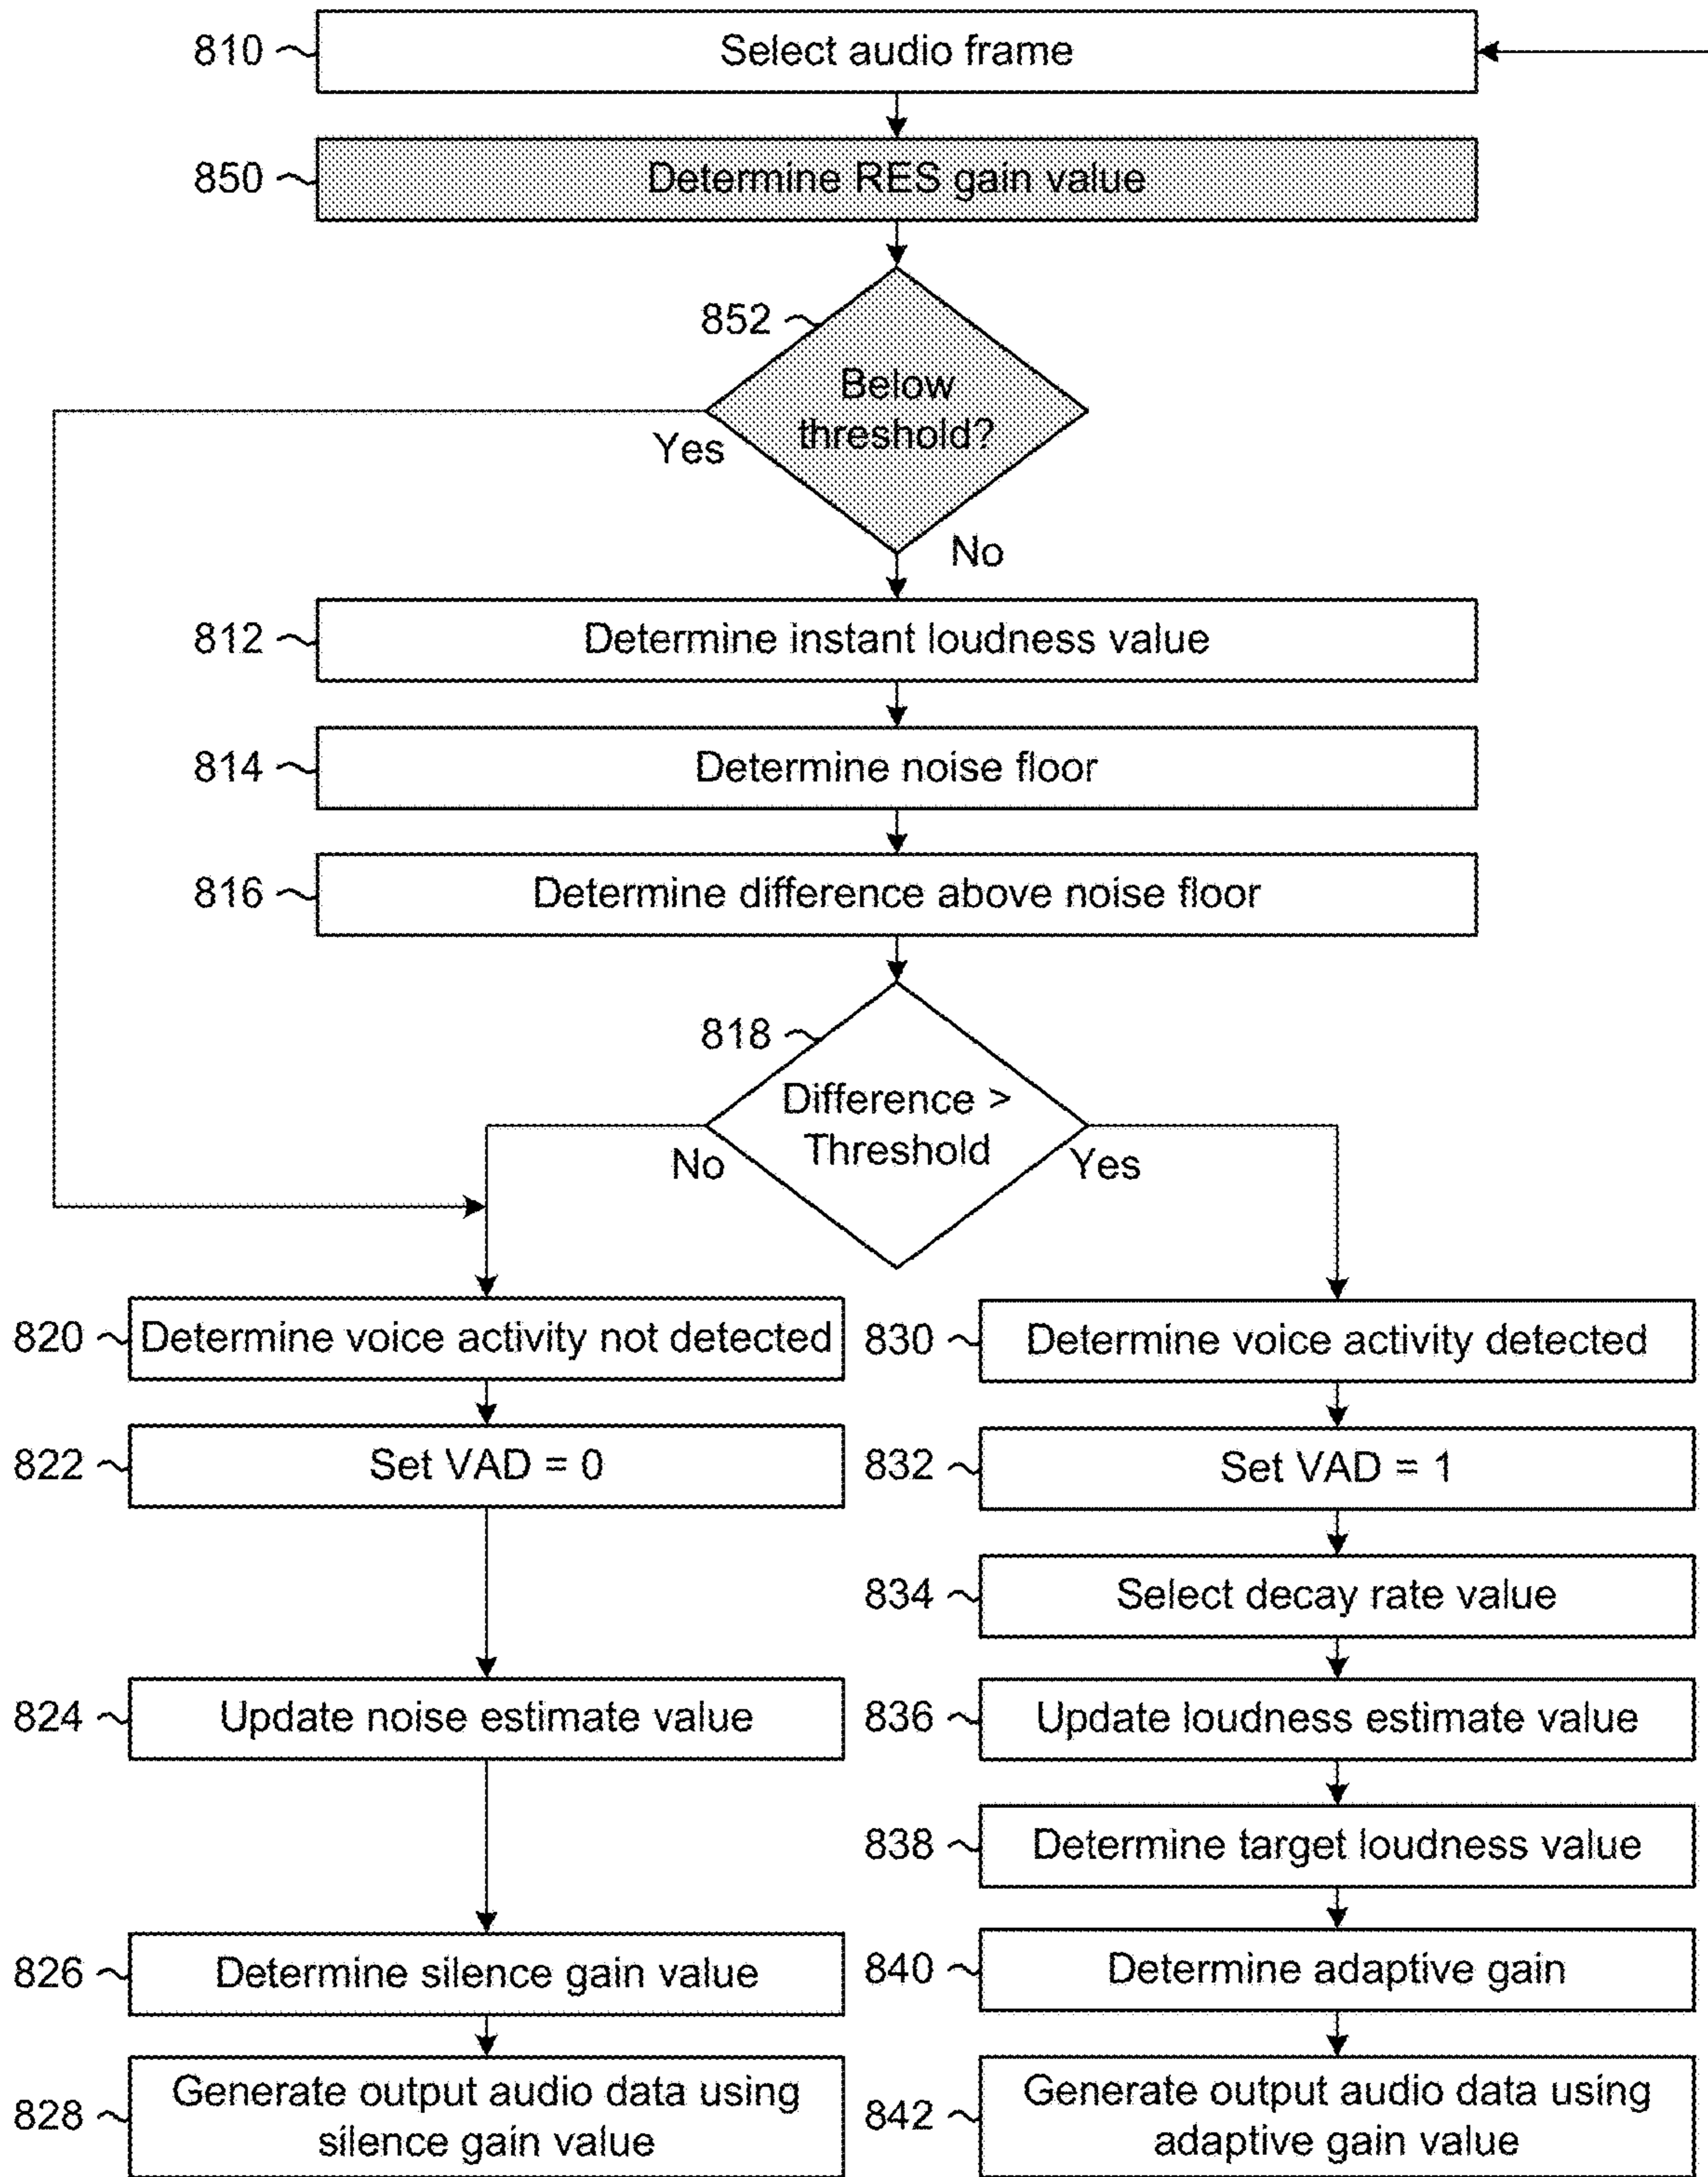 810
Select audio frame
850
Determine RES gain value
852
Below
threshold?
Yes
No
812
Determine instant loudness value
814
Determine noise floor
816
Determine difference above noise floor
818
Difference >
Threshold
No
Yes
820
Determine voice activity not detected
830
Determine voice activity detected
822
Set VAD = 0
832
Set VAD = 1
834
Select decay rate value
824
Update noise estimate value
836
Update loudness estimate value
838
Determine target loudness value
826
Determine silence gain value
840
Determine adaptive gain
828
Generate output audio data using
silence gain value
842
Generate output audio data using
adaptive gain value